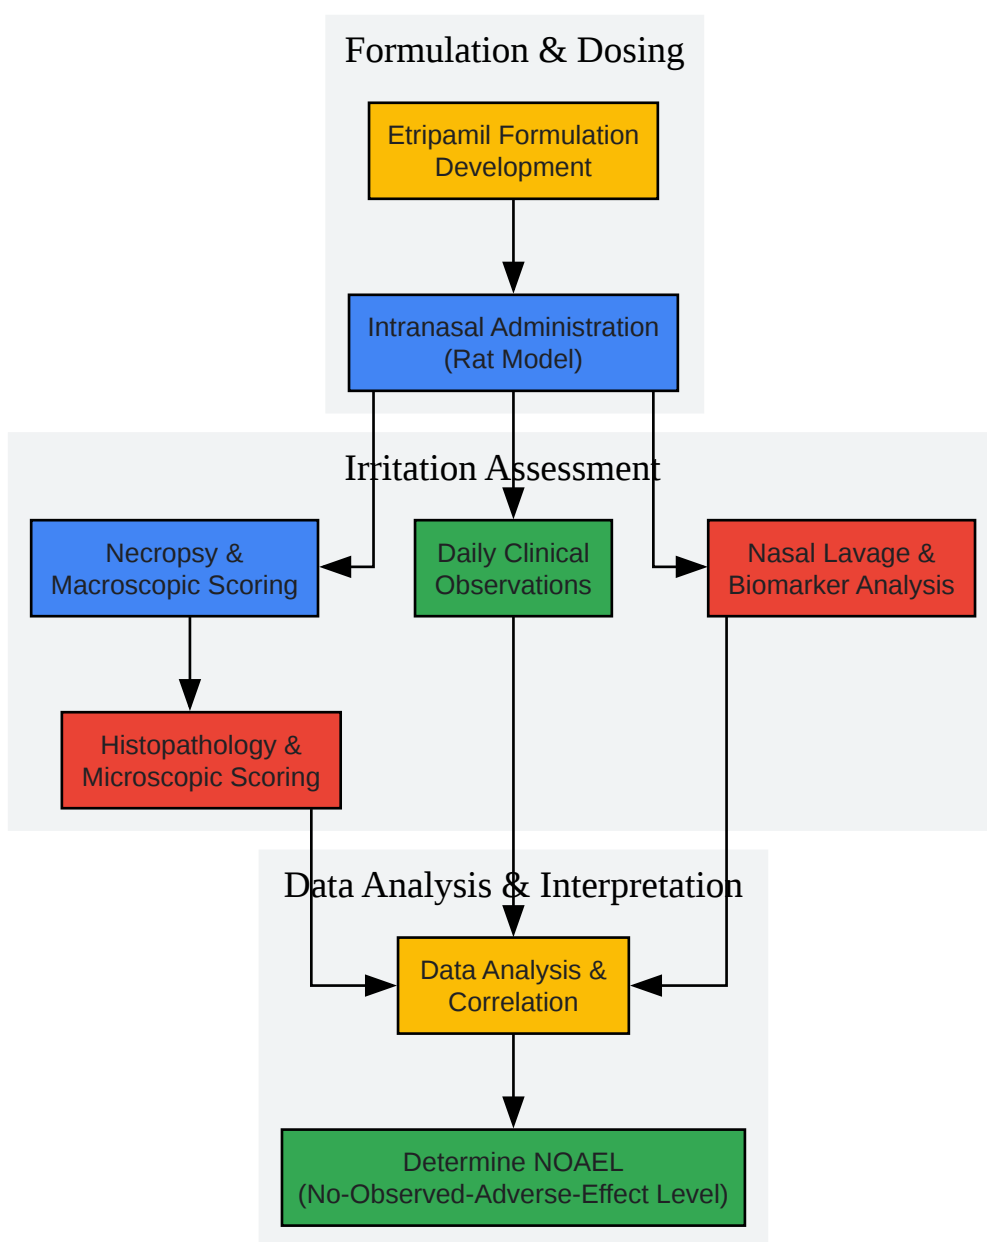 Formulation & Dosing
Etripamil Formulation
Development
Intranasal Administration
(Rat Model)
Irritation Assessment
Necropsy &
Macroscopic Scoring
Daily Clinical
Observations
Nasal Lavage &
Biomarker Analysis
Histopathology &
Microscopic Scoring
Data Analysis & Interpretation
Data Analysis &
Correlation
Determine NOAEL
(No-Observed-Adverse-Effect Level)